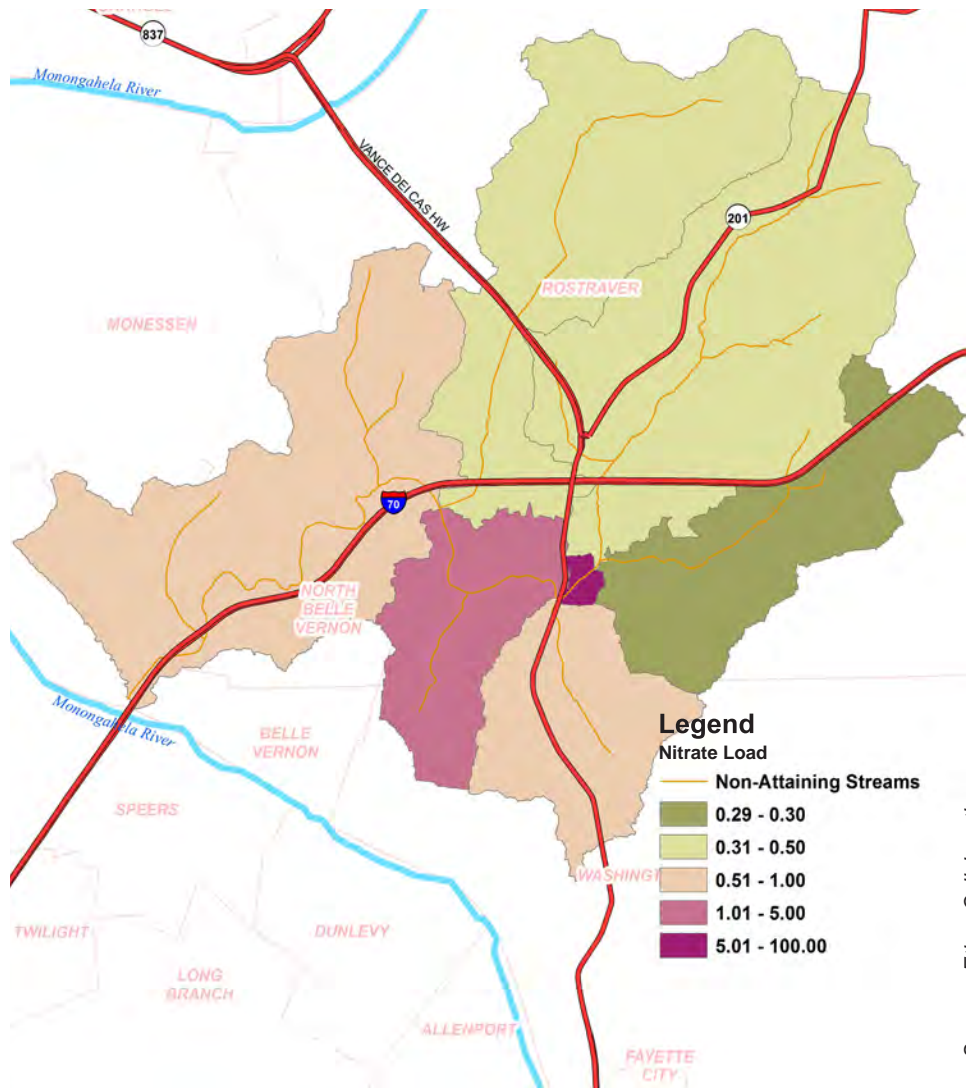 837
Monongahela River
VANCE DEI CAS HW
201
ROSTRAVER
MONESSEN
70
NORTH
BELLE
VERNON
Monongahela River
BELLE
VERNON
SPEERS
Legend
Nitrate Load
Non-Attaining Streams
0.29 - 0.30
0.31 - 0.50
0.51 - 1.00
1.01 - 5.00
5.01 - 100.00
WASHINGT
TWILIGHT
DUNLEVY
LONG
BRANCH
ALLENPORT
FAYETTE
CITY